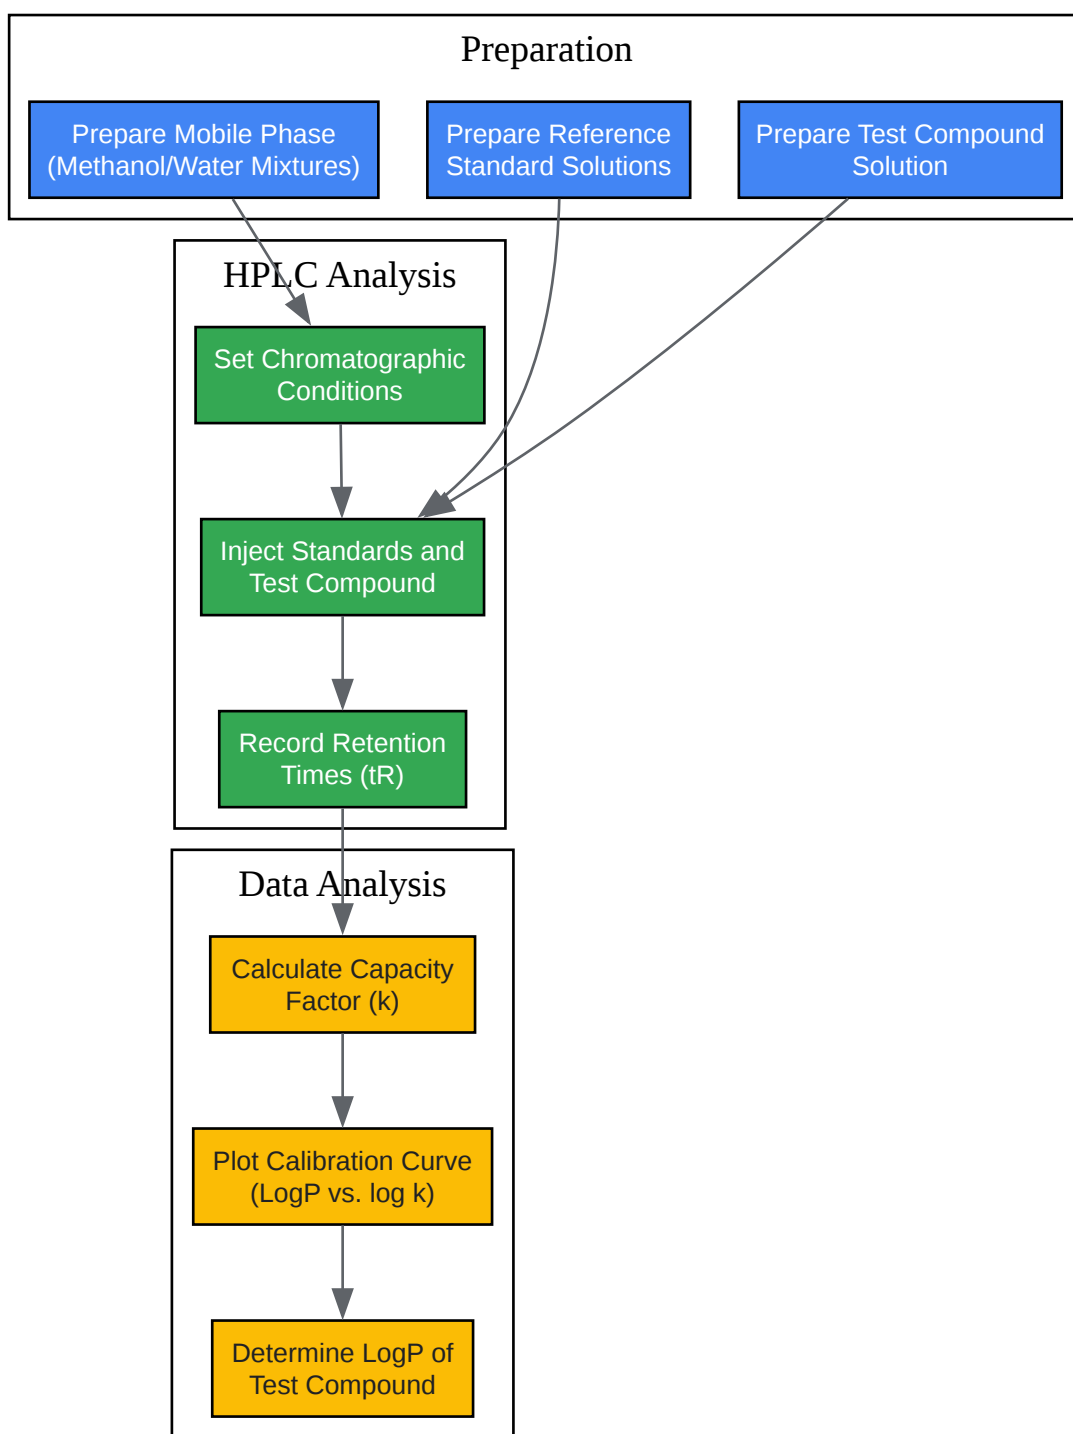 Preparation
Prepare Mobile Phase
(Methanol/Water Mixtures)
Prepare Reference
Standard Solutions
Prepare Test Compound
Solution
HPLC Analysis
Set Chromatographic
Conditions
Inject Standards and
Test Compound
Record Retention
Times (tR)
Data Analysis
Calculate Capacity
Factor (k)
Plot Calibration Curve
(LogP vs. log k)
Determine LogP of
Test Compound